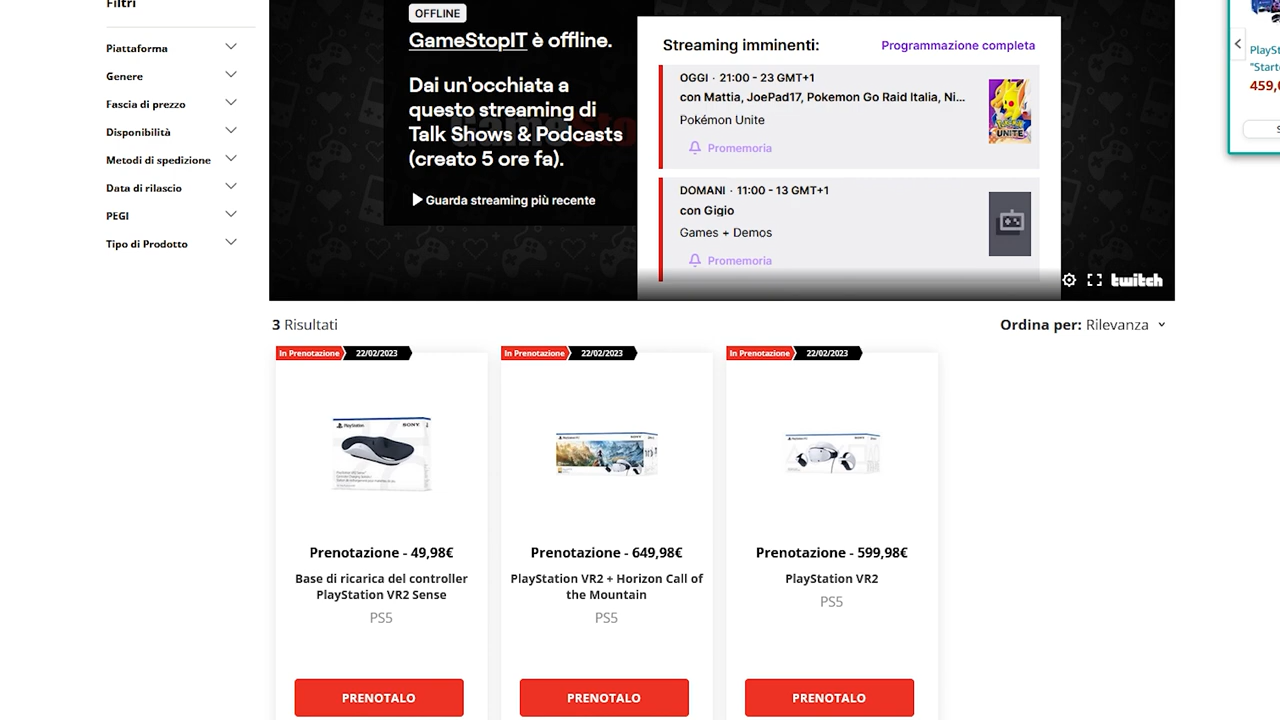 Filtri
Piattaforma
Genere
Fascia di prezzo
Disponibilità
Metodi di spedizione
Data di rilascio
PEGI
Tipo di Prodotto
OFFLINE
GameStopIT è offline.
Dai un'occhiata a
questo streaming di
Talk Shows & Podcasts
(creato 5 ore fa).
Guarda streaming più recente
Streaming imminenti:
Programmazione completa
OGGI · 21:00 - 23 GMT+1
con Mattia, JoePad17, Pokemon Go Raid Italia, Ni...
Pokémon Unite
Promemoria
UNITE
DOMANI · 11:00 - 13 GMT+1
con Gigio
Games + Demos
Promemoria
twitch
PlaySt
"Starte
459,0
3 Risultati
Ordina per: Rilevanza
In Prenotazione 22/02/2023
PlayStation SONY
Prenotazione - 49,98€
Base di ricarica del controller
PlayStation VR2 Sense
PS5
PRENOTALO
In Prenotazione 22/02/2023
Prenotazione - 649,98€
PlayStation VR2 + Horizon Call of
the Mountain
PS5
PRENOTALO
In Prenotazione 22/02/2023
Prenotazione - 599,98€
PlayStation VR2
PS5
PRENOTALO